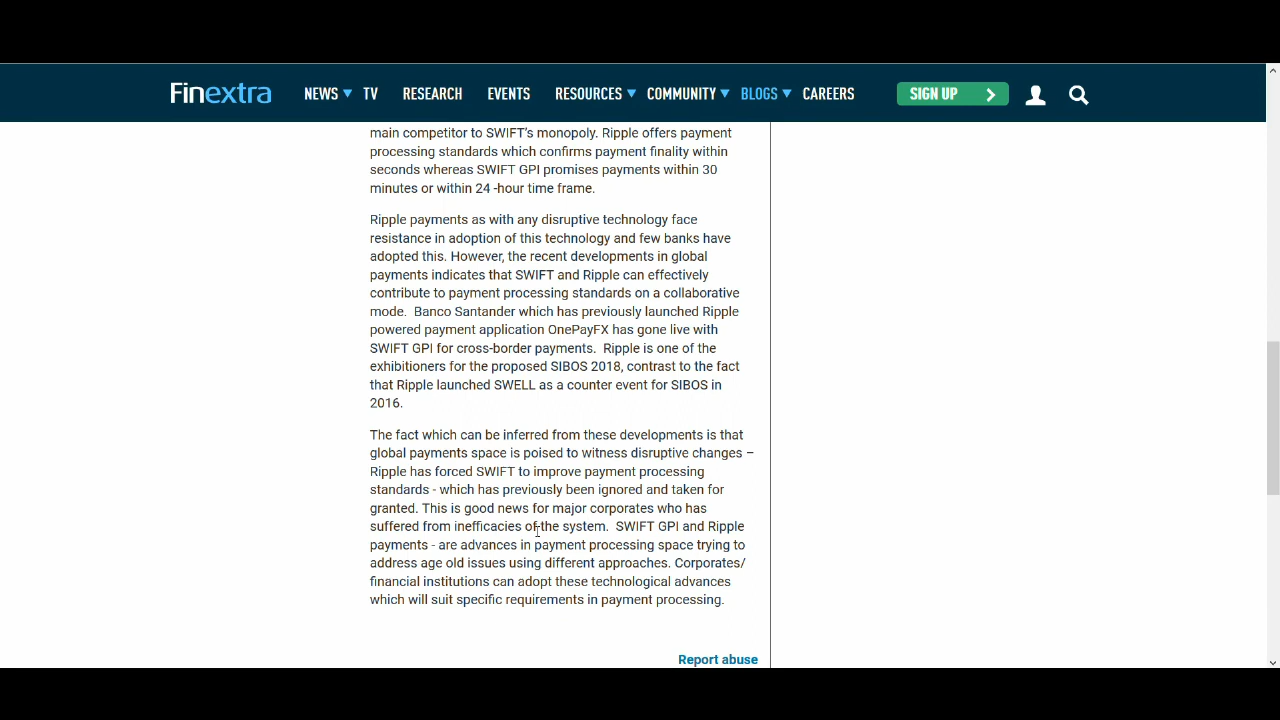 Finextra NEWS TV RESEARCH EVENTS RESOURCES COMMUNITY BLOGS CAREERS SIGN UP
main competitor to SWIFT's monopoly. Ripple offers payment
processing standards which confirms payment finality within
seconds whereas SWIFT GPI promises payments within 30
minutes or within 24 -hour time frame.
Ripple payments as with any disruptive technology face
resistance in adoption of this technology and few banks have
adopted this. However, the recent developments in global
payments indicates that SWIFT and Ripple can effectively
contribute to payment processing standards on a collaborative
mode.  Banco Santander which has previously launched Ripple
powered payment application OnePayFX has gone live with
SWIFT GPI for cross-border payments.  Ripple is one of the
exhibitioners for the proposed SIBOS 2018, contrast to the fact
that Ripple launched SWELL as a counter event for SIBOS in
2016.
The fact which can be inferred from these developments is that
global payments space is poised to witness disruptive changes –
Ripple has forced SWIFT to improve payment processing
standards - which has previously been ignored and taken for
granted. This is good news for major corporates who has
suffered from inefficacies of the system.  SWIFT GPI and Ripple
payments - are advances in payment processing space trying to
address age old issues using different approaches. Corporates/
financial institutions can adopt these technological advances
which will suit specific requirements in payment processing.
Report abuse